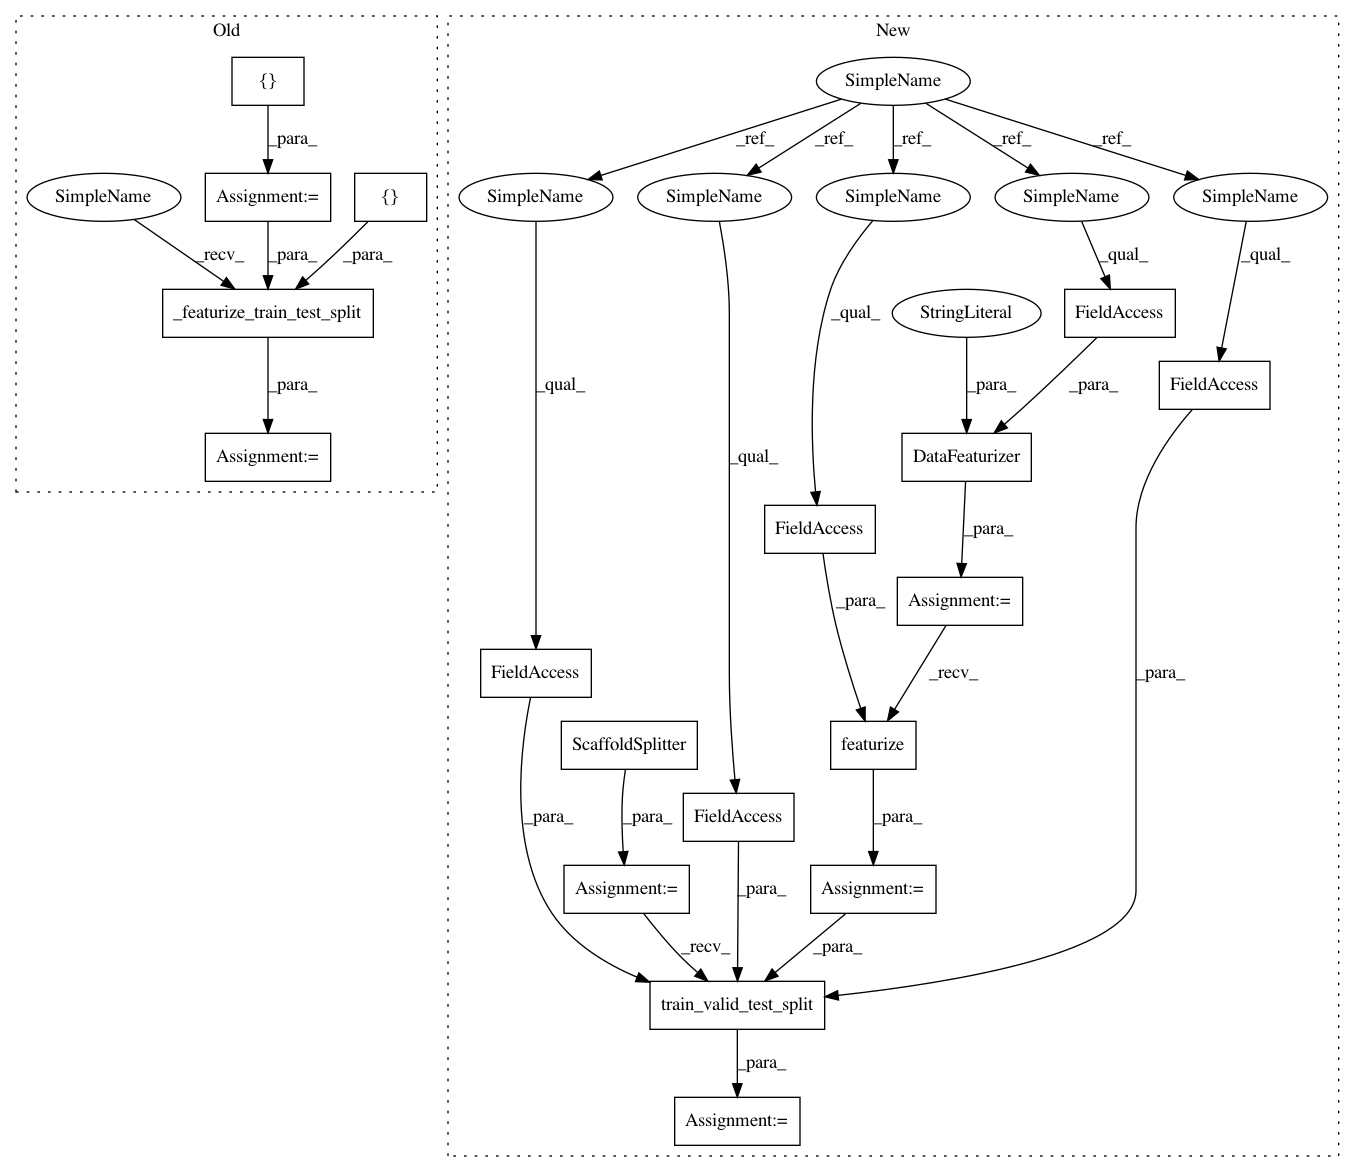 Old
New
{}
SimpleName
_para_
_ref_
_ref_
_ref_
_ref_
_ref_
SimpleName
Assignment:=
{}
SimpleName
SimpleName
SimpleName
SimpleName
SimpleName
_recv_
_para_
_para_
_qual_
_qual_
_featurize_train_test_split
_qual_
StringLiteral
FieldAccess
_para_
_qual_
_para_
_para_
FieldAccess
Assignment:=
_qual_
DataFeaturizer
FieldAccess
_para_
_para_
Assignment:=
FieldAccess
_recv_
_para_
ScaffoldSplitter
featurize
_para_
_para_
FieldAccess
_para_
Assignment:=
_para_
Assignment:=
_recv_
_para_
train_valid_test_split
_para_
Assignment:=